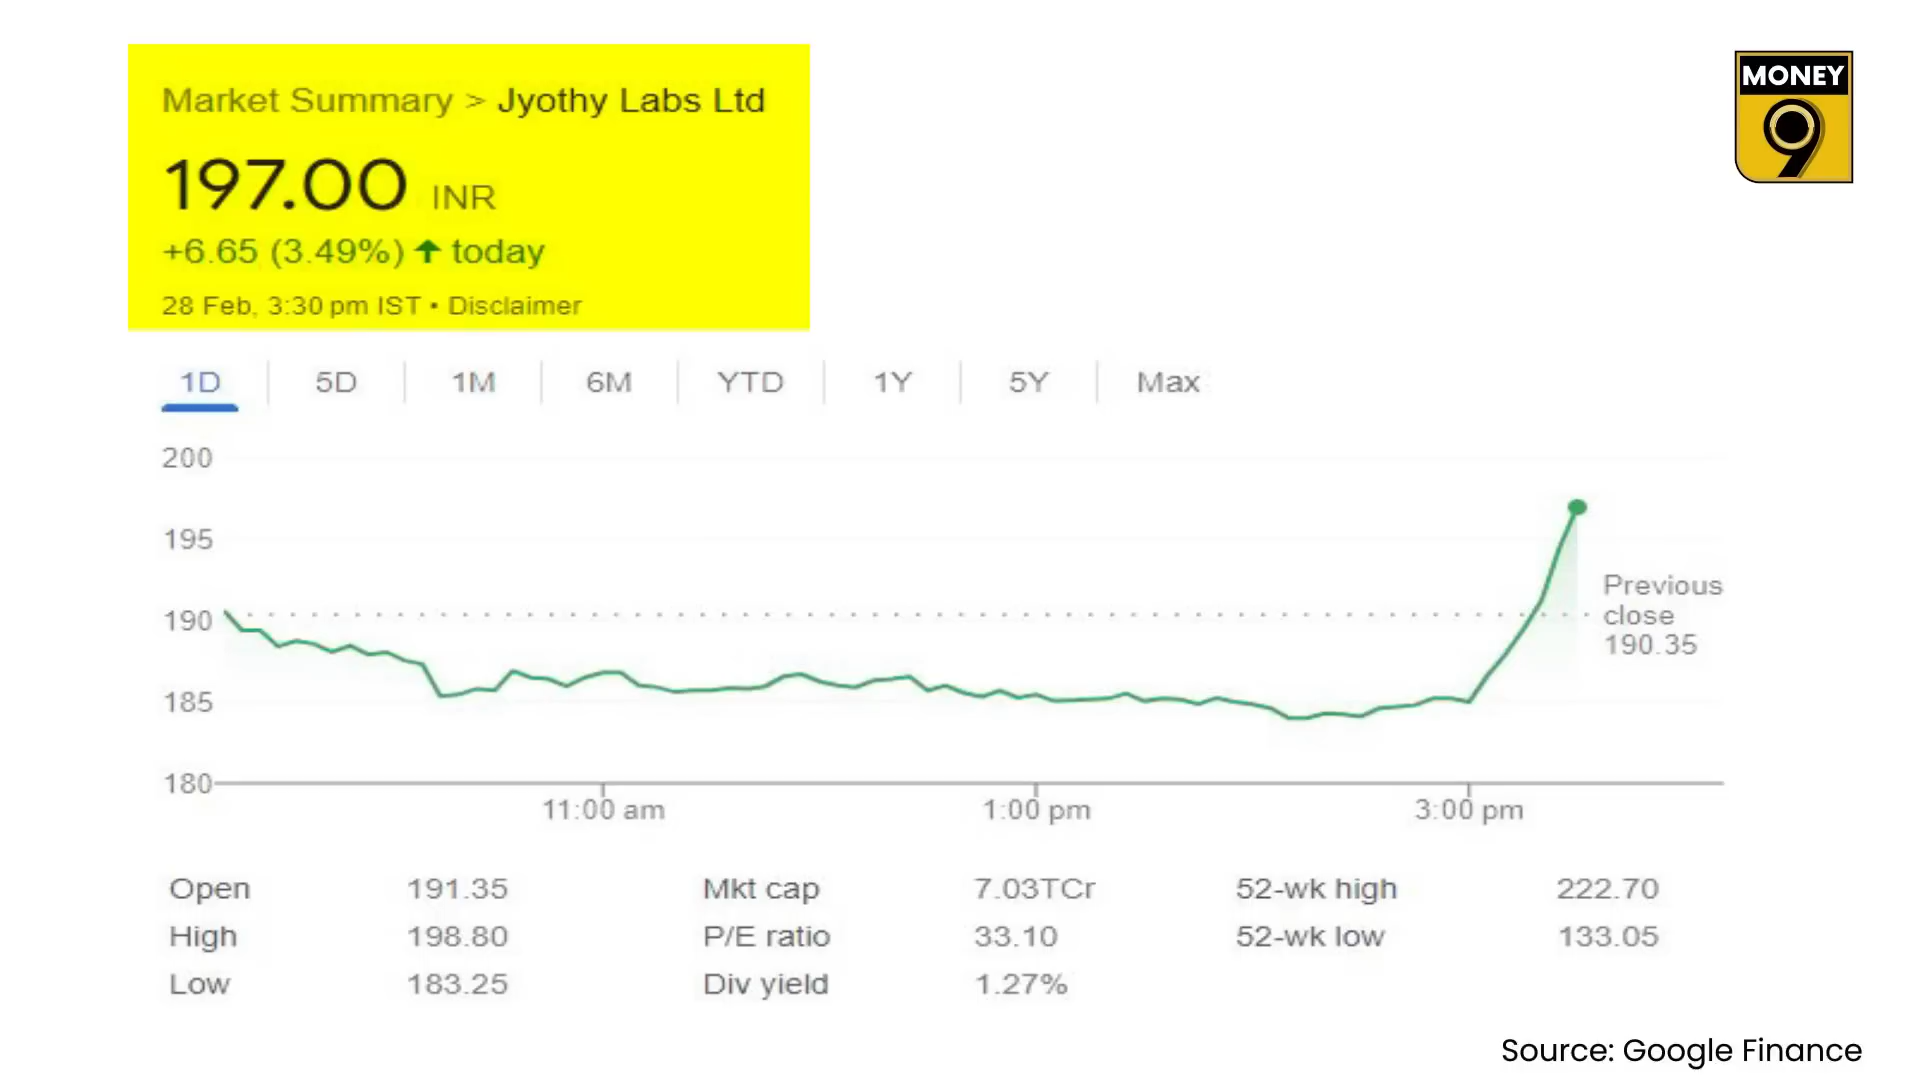 Market Summary > Jyothy Labs Ltd
MONEY
9
197.00 INR
+6.65 (3.49%) ↑ today
28 Feb, 3:30 pm IST • Disclaimer
1D 5D 1M 6M YTD 1Y 5Y Max
200
195
190
185
180
Previous
close
190.35
11:00 am 1:00 pm 3:00 pm
Open 191.35 Mkt cap 7.03TCr 52-wk high 222.70
High 198.80 P/E ratio 33.10 52-wk low 133.05
Low 183.25 Div yield 1.27%
Source: Google Finance